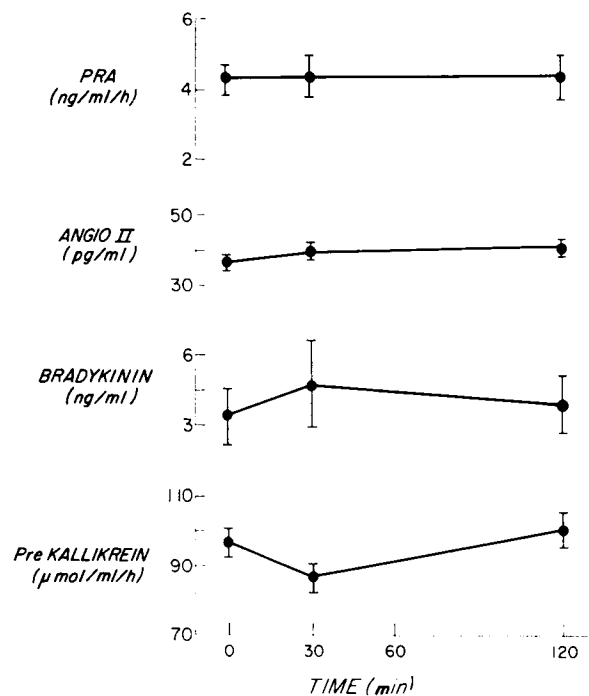 6
PRA
(ng/ml/h)
4
2
50
ANGIO II
(pg/ml)
30
6
BRADYKININ
(ng/ml)
3
110
Pre KALLIKREIN
(μmol/ml/h)
90
70
0 30 60 120
TIME (min)